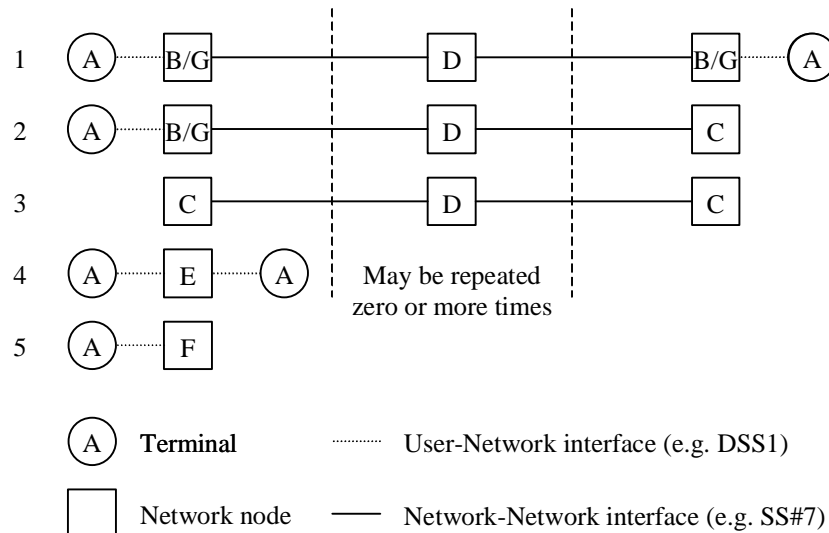 1 A B/G D B/G A
2 A B/G D C
3 C D C
4 A E A
May be repeated
zero or more times
5 A F
A Terminal User-Network interface (e.g. DSS1)
Network node Network-Network interface (e.g. SS#7)